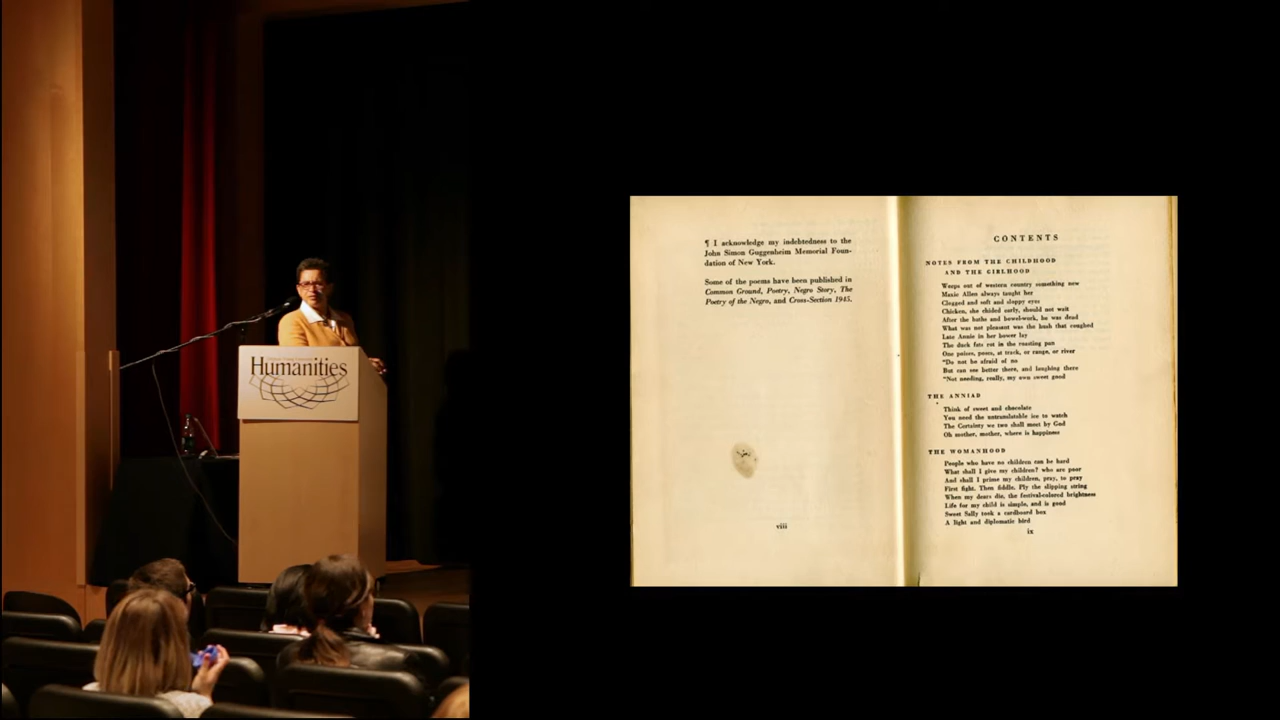 Humanities
¶ I acknowledge my indebtedness to the
John Simon Guggenheim Memorial Foun-
dation of New York.
Some of the poems have been published in
Common Ground, Poetry, Negro Story, The
Poetry of the Negro, and Cross-Section 1945.
viii
CONTENTS
NOTES FROM THE CHILDHOOD
AND THE GIRLHOOD
Weeps out of western country something new
Maxie Allen always taught her
Clogged and soft and sloppy eyes
Chicken, she chided early, should not wait
After the baths and bowel-work, he was dead
What was not pleasant was the hush that coughed
Late Annie in her bower lay
The duck fats rot in the roasting pan
One poises, poses, at track, or range, or river
"Do not be afraid of no
But can see better there, and laughing there
"Not needing, really, my own sweet good
THE ANNIAD
Think of sweet and chocolate
You need the untranslatable ice to watch
The Certainty we two shall meet by God
Oh mother, mother, where is happiness
THE WOMANHOOD
People who have no children can be hard
What shall I give my children? who are poor
And shall I prime my children, pray, to pray
First fight. Then fiddle. Ply the slipping string
When my dears die, the festival-colored brightness
Life for my child is simple, and is good
Sweet Sally took a cardboard box
A light and diplomatic bird
ix